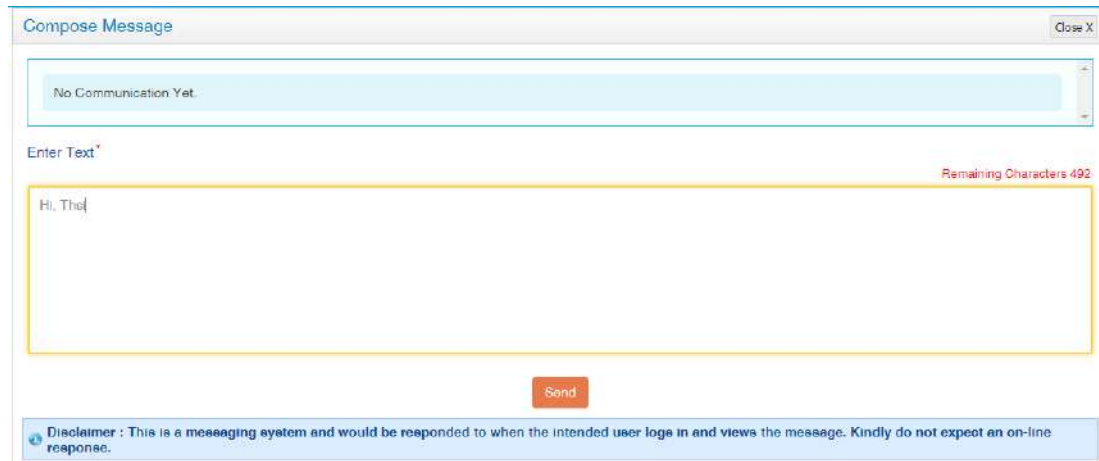 Compose Message
Close X
No Communication Yet.
Enter Text*
Remaining Characters 492
Hi, The
Send
Disclaimer : This is a messaging system and would be responded to when the intended user logs in and views the message. Kindly do not expect an on-line
response.